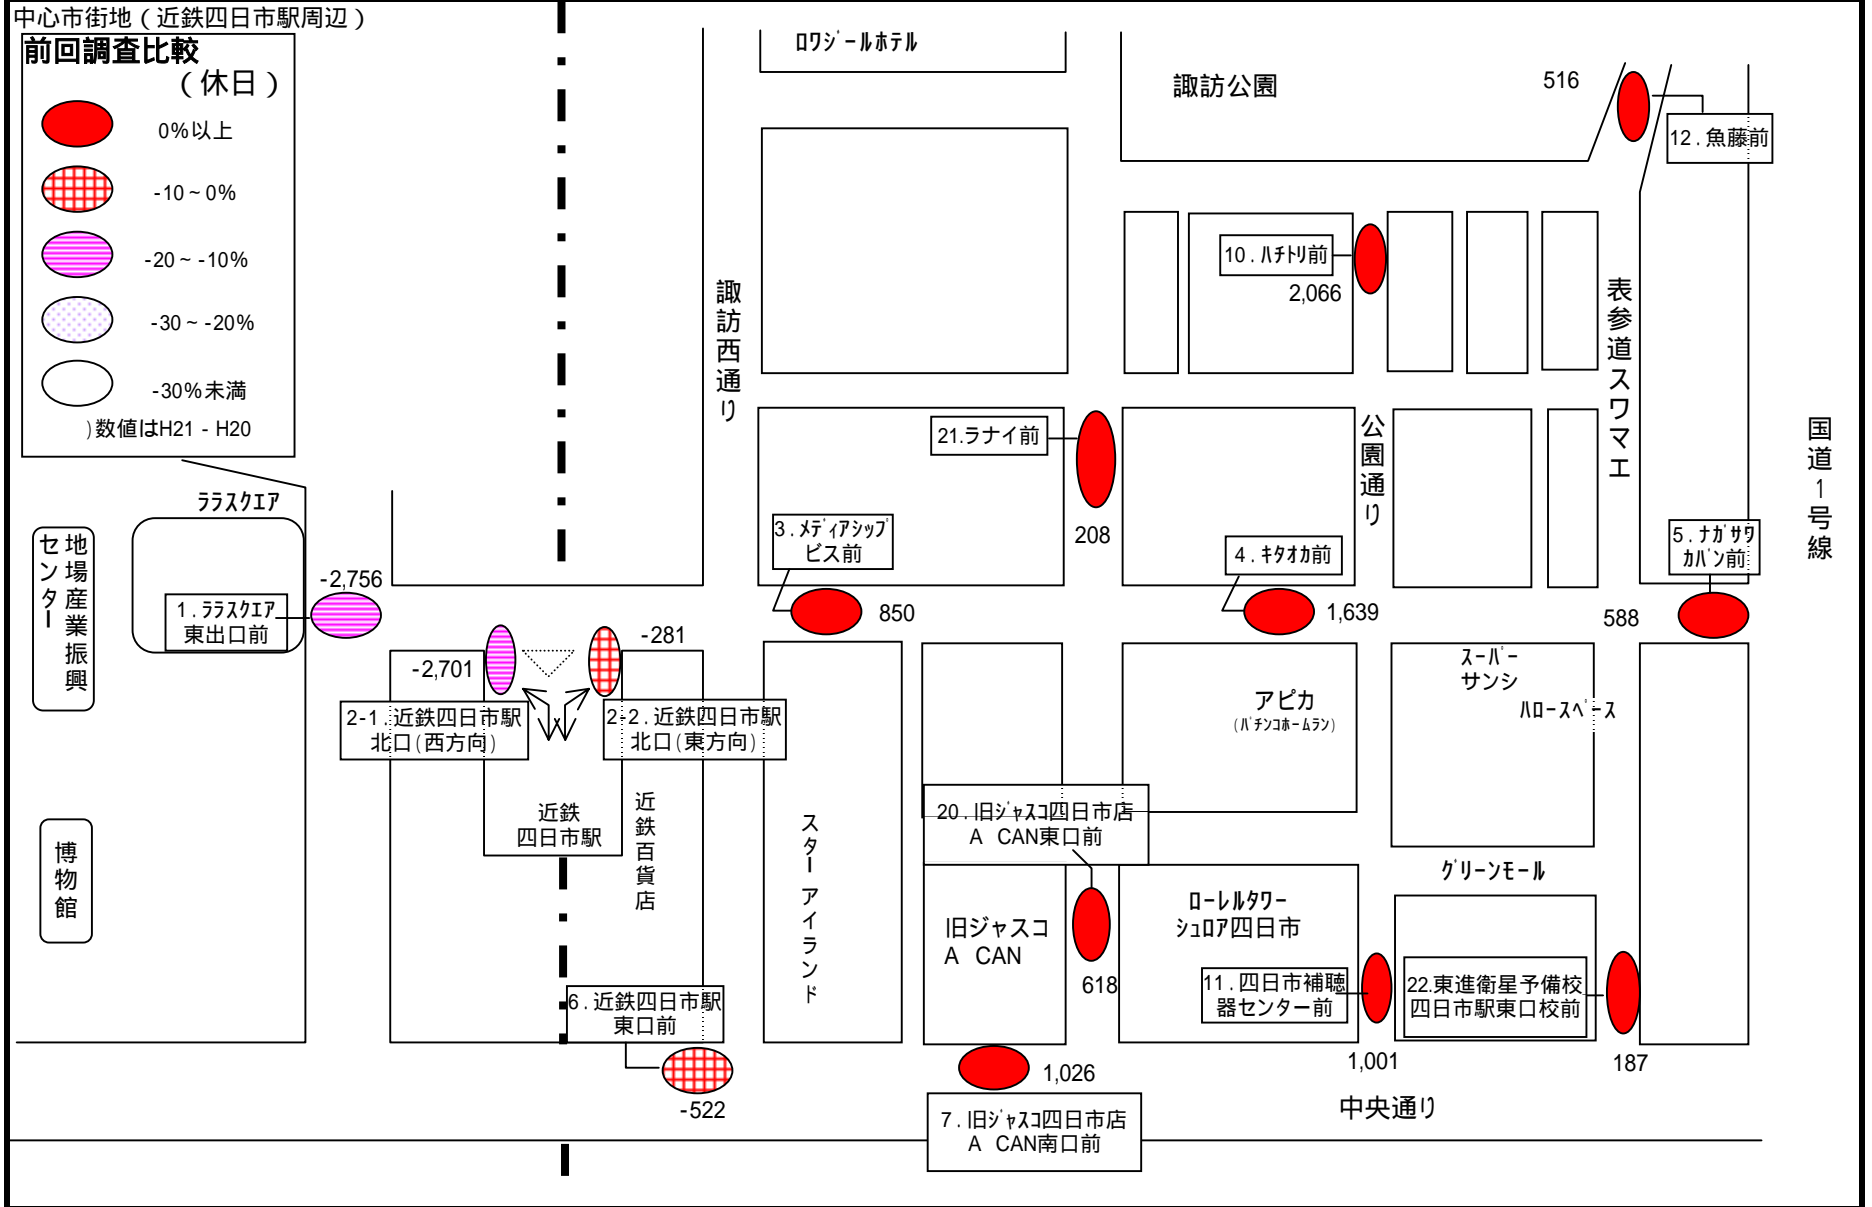 中心市街地（近鉄四日市駅周辺）
前回調査比較
（休日）
0%以上
-10～0%
-20～-10%
-30～-20%
-30%未満
)数値はH21 - H20
ﾛﾜｼﾞｰﾙﾎﾃﾙ
諏訪公園
516
12.魚藤前
10.ﾊﾁﾄﾘ前
2,066
諏訪西通り
表参道スワマエ
国道1号線
公園通り
21.ラナイ前
208
3.ﾒﾃﾞｨｱｼｯﾌﾟ
ビス前
850
4.ｷﾀｵｶ前
1,639
5.ﾅｶﾞｻﾜ
ｶﾊﾞﾝ前
588
ﾗﾗｽｸｴｱ
地場産業振興
センター
1.ﾗﾗｽｸｴｱ
東出口前
-2,756
-2,701
-281
2-1.近鉄四日市駅
北口(西方向)
2-2.近鉄四日市駅
北口(東方向)
近鉄
四日市駅
近鉄百貨店
博物館
スター アイランド
アピカ
(ﾊﾟﾁﾝｺﾎｰﾑﾗﾝ)
ｽｰﾊﾟｰ
サンシ
ﾊﾛｰｽﾍﾟｰｽ
20.旧ｼﾞｬｽｺ四日市店
A CAN東口前
618
旧ジャスコ
A CAN
ﾛｰﾚﾙﾀﾜｰ
ｼｭﾛｱ四日市
ｸﾞﾘｰﾝﾓｰﾙ
11.四日市補聴
器センター前
1,001
22.東進衛星予備校
四日市駅東口校前
187
6.近鉄四日市駅
東口前
-522
1,026
7.旧ｼﾞｬｽｺ四日市店
A CAN南口前
中央通り